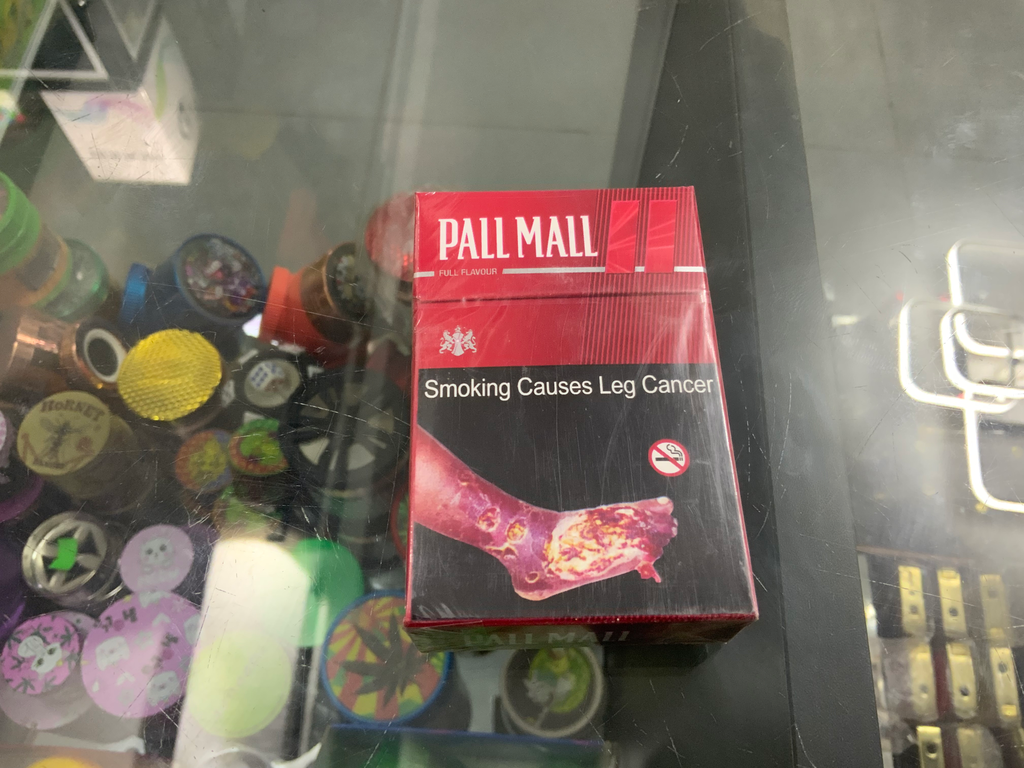 PALL MALL
FULL FLAVOUR
Smoking Causes Leg Cancer
PALL MALL
HORNET